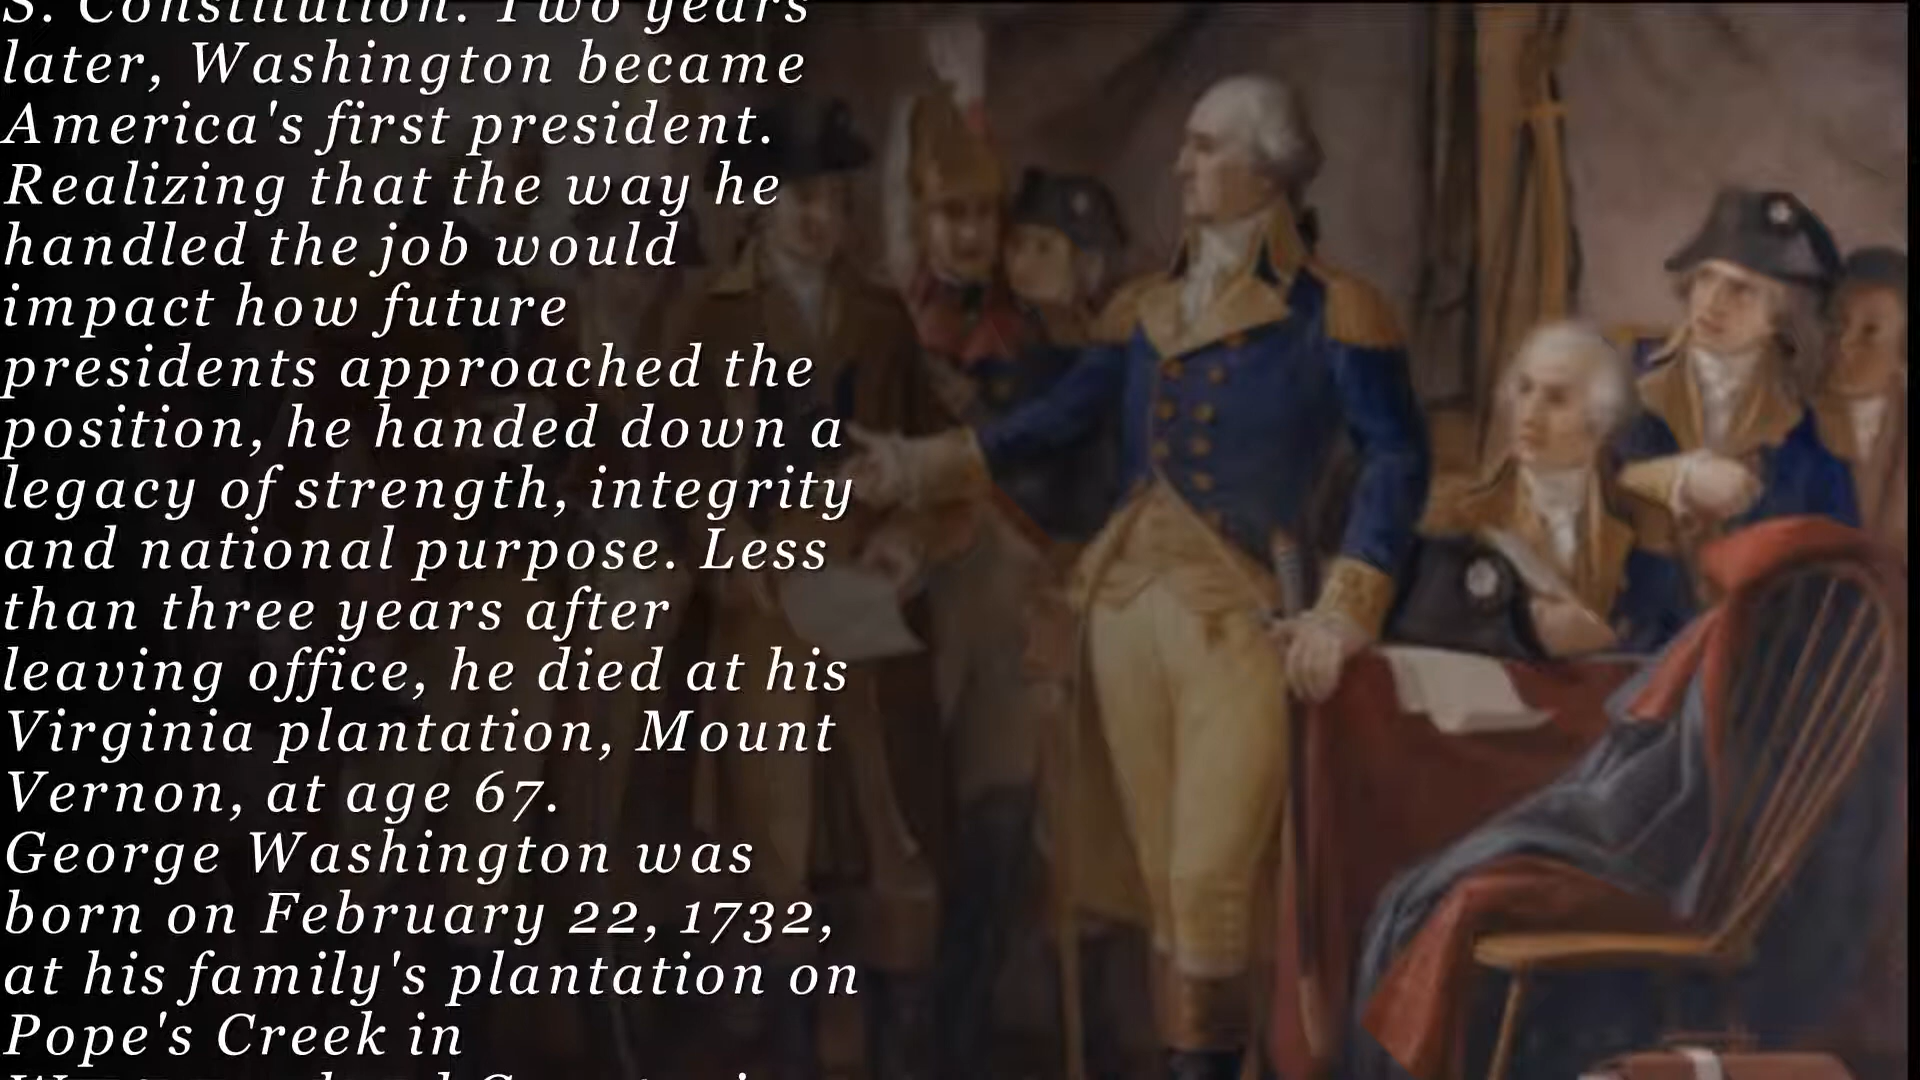 S. Constitution. Two years
later, Washington became
America's first president.
Realizing that the way he
handled the job would
impact how future
presidents approached the
position, he handed down a
legacy of strength, integrity
and national purpose. Less
than three years after
leaving office, he died at his
Virginia plantation, Mount
Vernon, at age 67.
George Washington was
born on February 22, 1732,
at his family's plantation on
Pope's Creek in